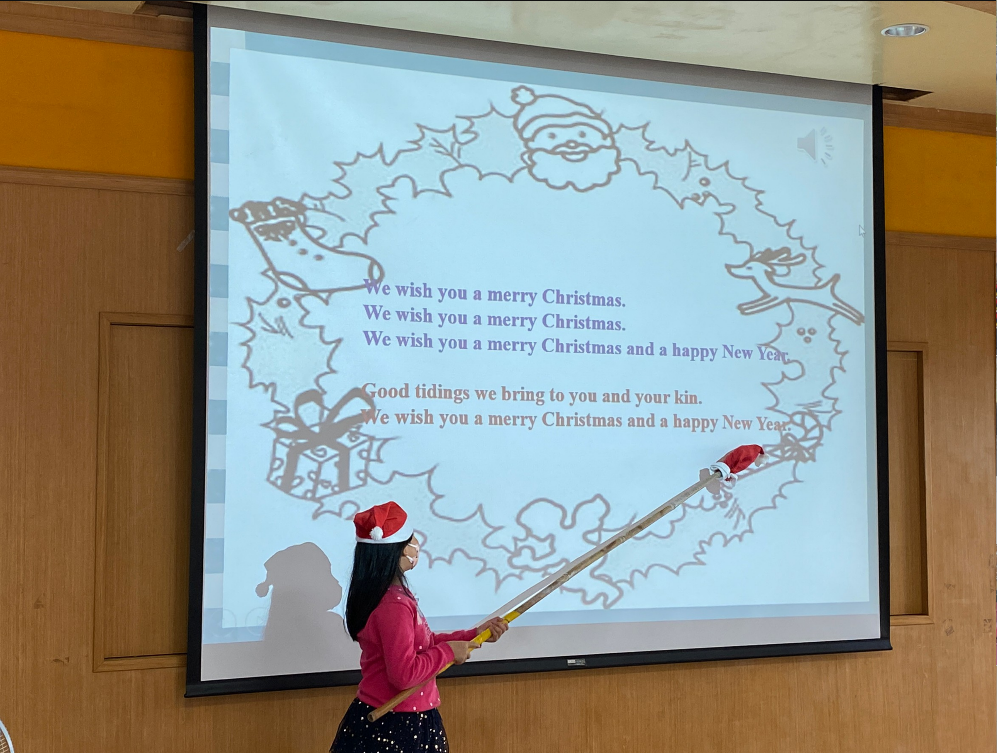 We wish you a merry Christmas.
We wish you a merry Christmas.
We wish you a merry Christmas and a happy New Year.
Good tidings we bring to you and your kin.
We wish you a merry Christmas and a happy New Year.